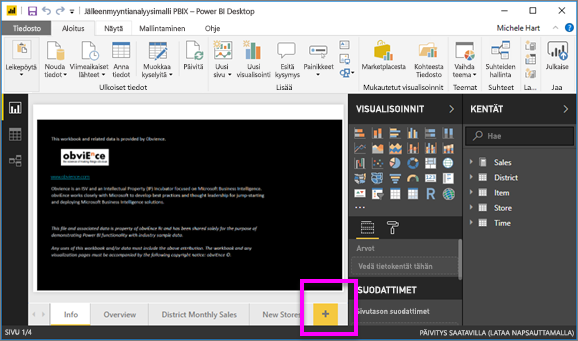 Jälkeenmyyntianalyysimalli PBIX – Power BI Desktop
Michele Hart
Tiedosto Aloitus Näytä Mallintaminen Ohje
Leikepöytä
Nouda tiedot
Viimeaikaiset lähteet
Anna tiedot
Muokkaa kyselyitä
Päivitä
Uusi sivu
Uusi visualisointi
Esitä kysymys
Painikkeet
Marketplacesta
Kohteesta Tiedosto
Vaihda teema
Suhteiden hallinta
Julkaise
Ulkoiset tiedot
Lisää
Mukautetut visualisoinnit
Teemat
Suhteet
La...
Jaa
This workbook and related data is provided by Obvience.
obviEnce
www.obvience.com
Obvience is an ISV and an Intellectual Property (IP) Incubator focused on Microsoft Business Intelligence.
obviEnce works closely with Microsoft to develop best practices and thought leadership for jump-starting
and deploying Microsoft Business Intelligence solutions.
This file and associated data is property of obviEnce llc and has been shared solely for the purpose of
demonstrating Power BI functionality with industry sample data.
Any uses of this workbook and/or data must include the above attribution. The workbook and any
visualization pages must be accompanied by the following copyright notice: obviEnce ©.
VISUALISOINNIT
R
...
Arvot
Vedä tietokentät tähän
SUODATTIMET
Sivutason suodattimet
KENTÄT
Hae
Sales
District
Item
Store
Time
Info Overview District Monthly Sales New Stores +
SIVU 1/4
PÄIVITYS SAATAVILLA (LATAA NAPSAUTTAMALLA)